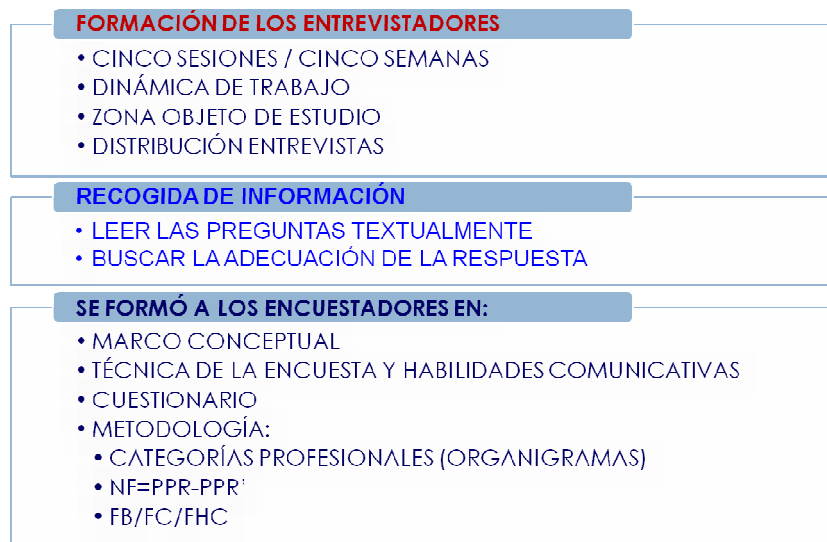 FORMACIÓN DE LOS ENTREVISTADORES
• CINCO SESIONES / CINCO SEMANAS
• DINÁMICA DE TRABAJO
• ZONA OBJETO DE ESTUDIO
• DISTRIBUCIÓN ENTREVISTAS
RECOGIDA DE INFORMACIÓN
• LEER LAS PREGUNTAS TEXTUALMENTE
• BUSCAR LA ADECUACIÓN DE LA RESPUESTA
SE FORMÓ A LOS ENCUESTADORES EN:
• MARCO CONCEPTUAL
• TÉCNICA DE LA ENCUESTA Y HABILIDADES COMUNICATIVAS
• CUESTIONARIO
• METODOLOGÍA:
• CATEGORÍAS PROFESIONALES (ORGANIGRAMAS)
• NF=PPR-PPR'
• FB/FC/FHC